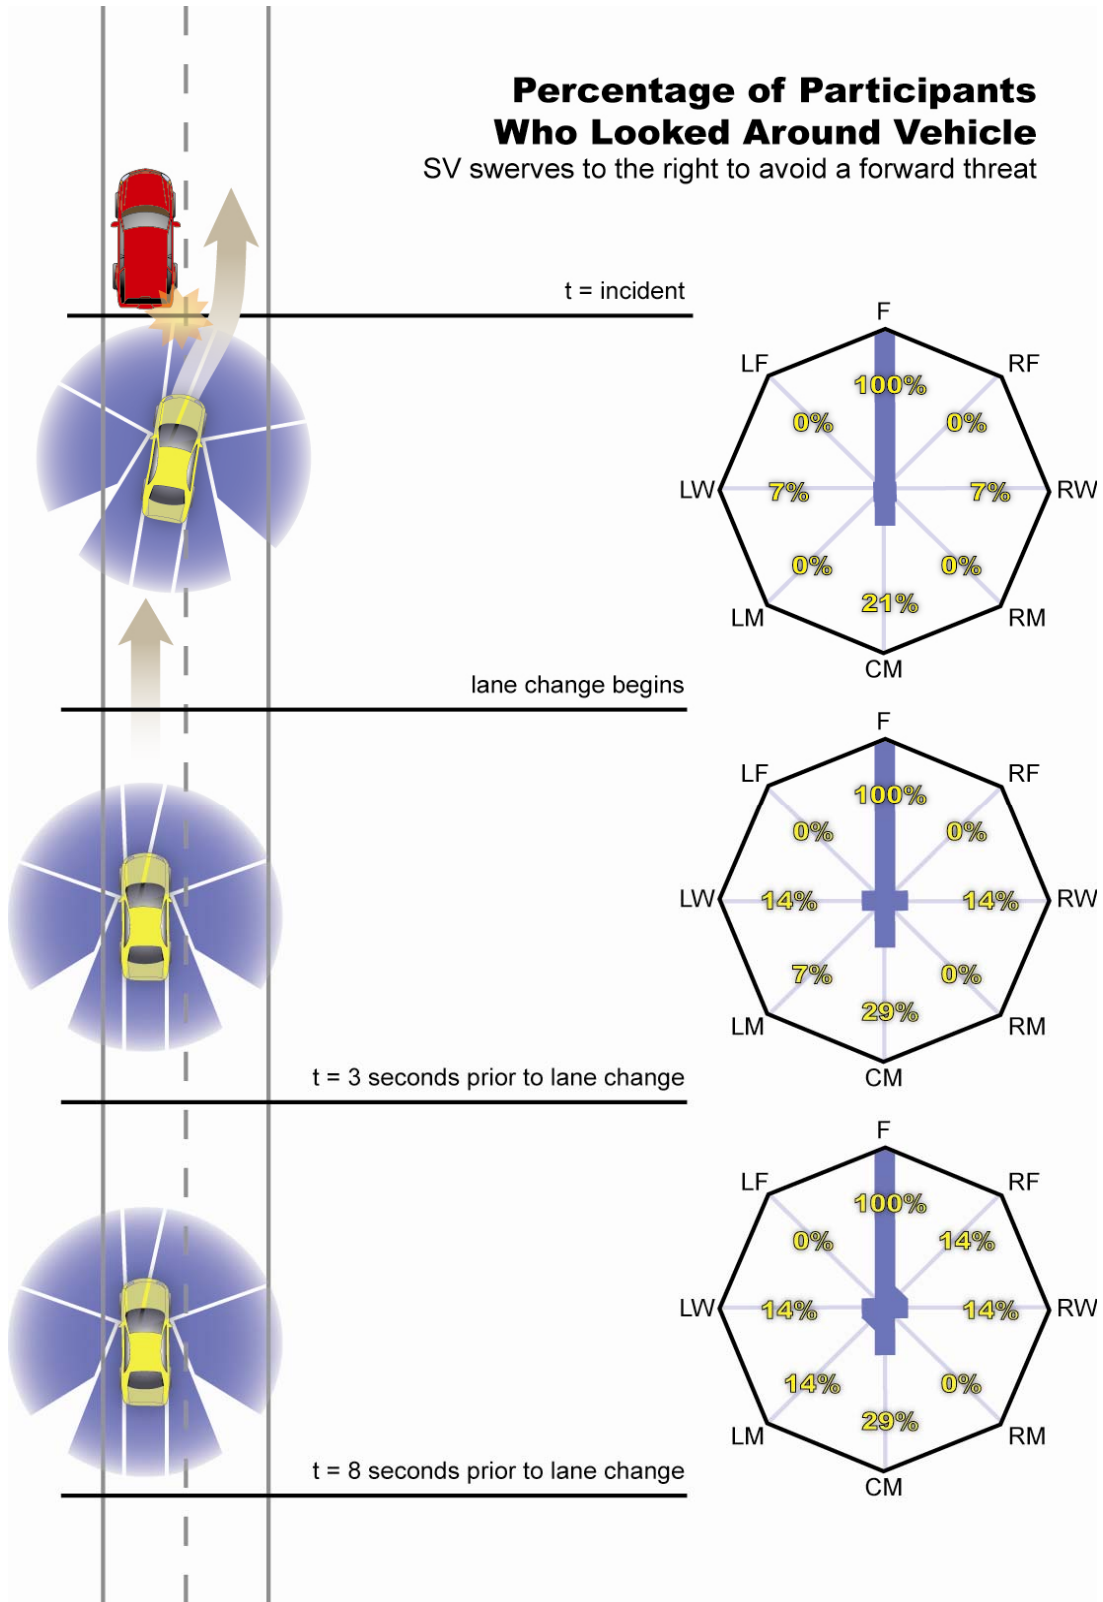 Percentage of Participants
Who Looked Around Vehicle
SV swerves to the right to avoid a forward threat
t = incident
F
LF
RF
100%
0%
0%
LW
7%
7%
RW
0%
0%
LM
21%
RM
CM
lane change begins
F
LF
RF
100%
0%
0%
LW
14%
14%
RW
7%
0%
LM
29%
RM
CM
t = 3 seconds prior to lane change
F
LF
RF
100%
0%
14%
LW
14%
14%
RW
14%
0%
LM
29%
RM
CM
t = 8 seconds prior to lane change